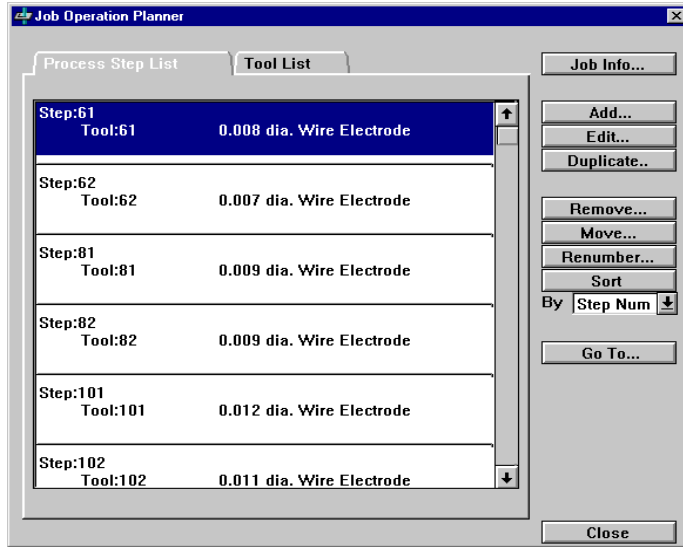 Job Operation Planner
Process Step List
Tool List
Step:61
Tool:61 0.008 dia. Wire Electrode
Step:62
Tool:62 0.007 dia. Wire Electrode
Step:81
Tool:81 0.009 dia. Wire Electrode
Step:82
Tool:82 0.009 dia. Wire Electrode
Step:101
Tool:101 0.012 dia. Wire Electrode
Step:102
Tool:102 0.011 dia. Wire Electrode
Job Info...
Add...
Edit...
Duplicate..
Remove...
Move...
Renumber...
Sort
By Step Num
Go To...
Close